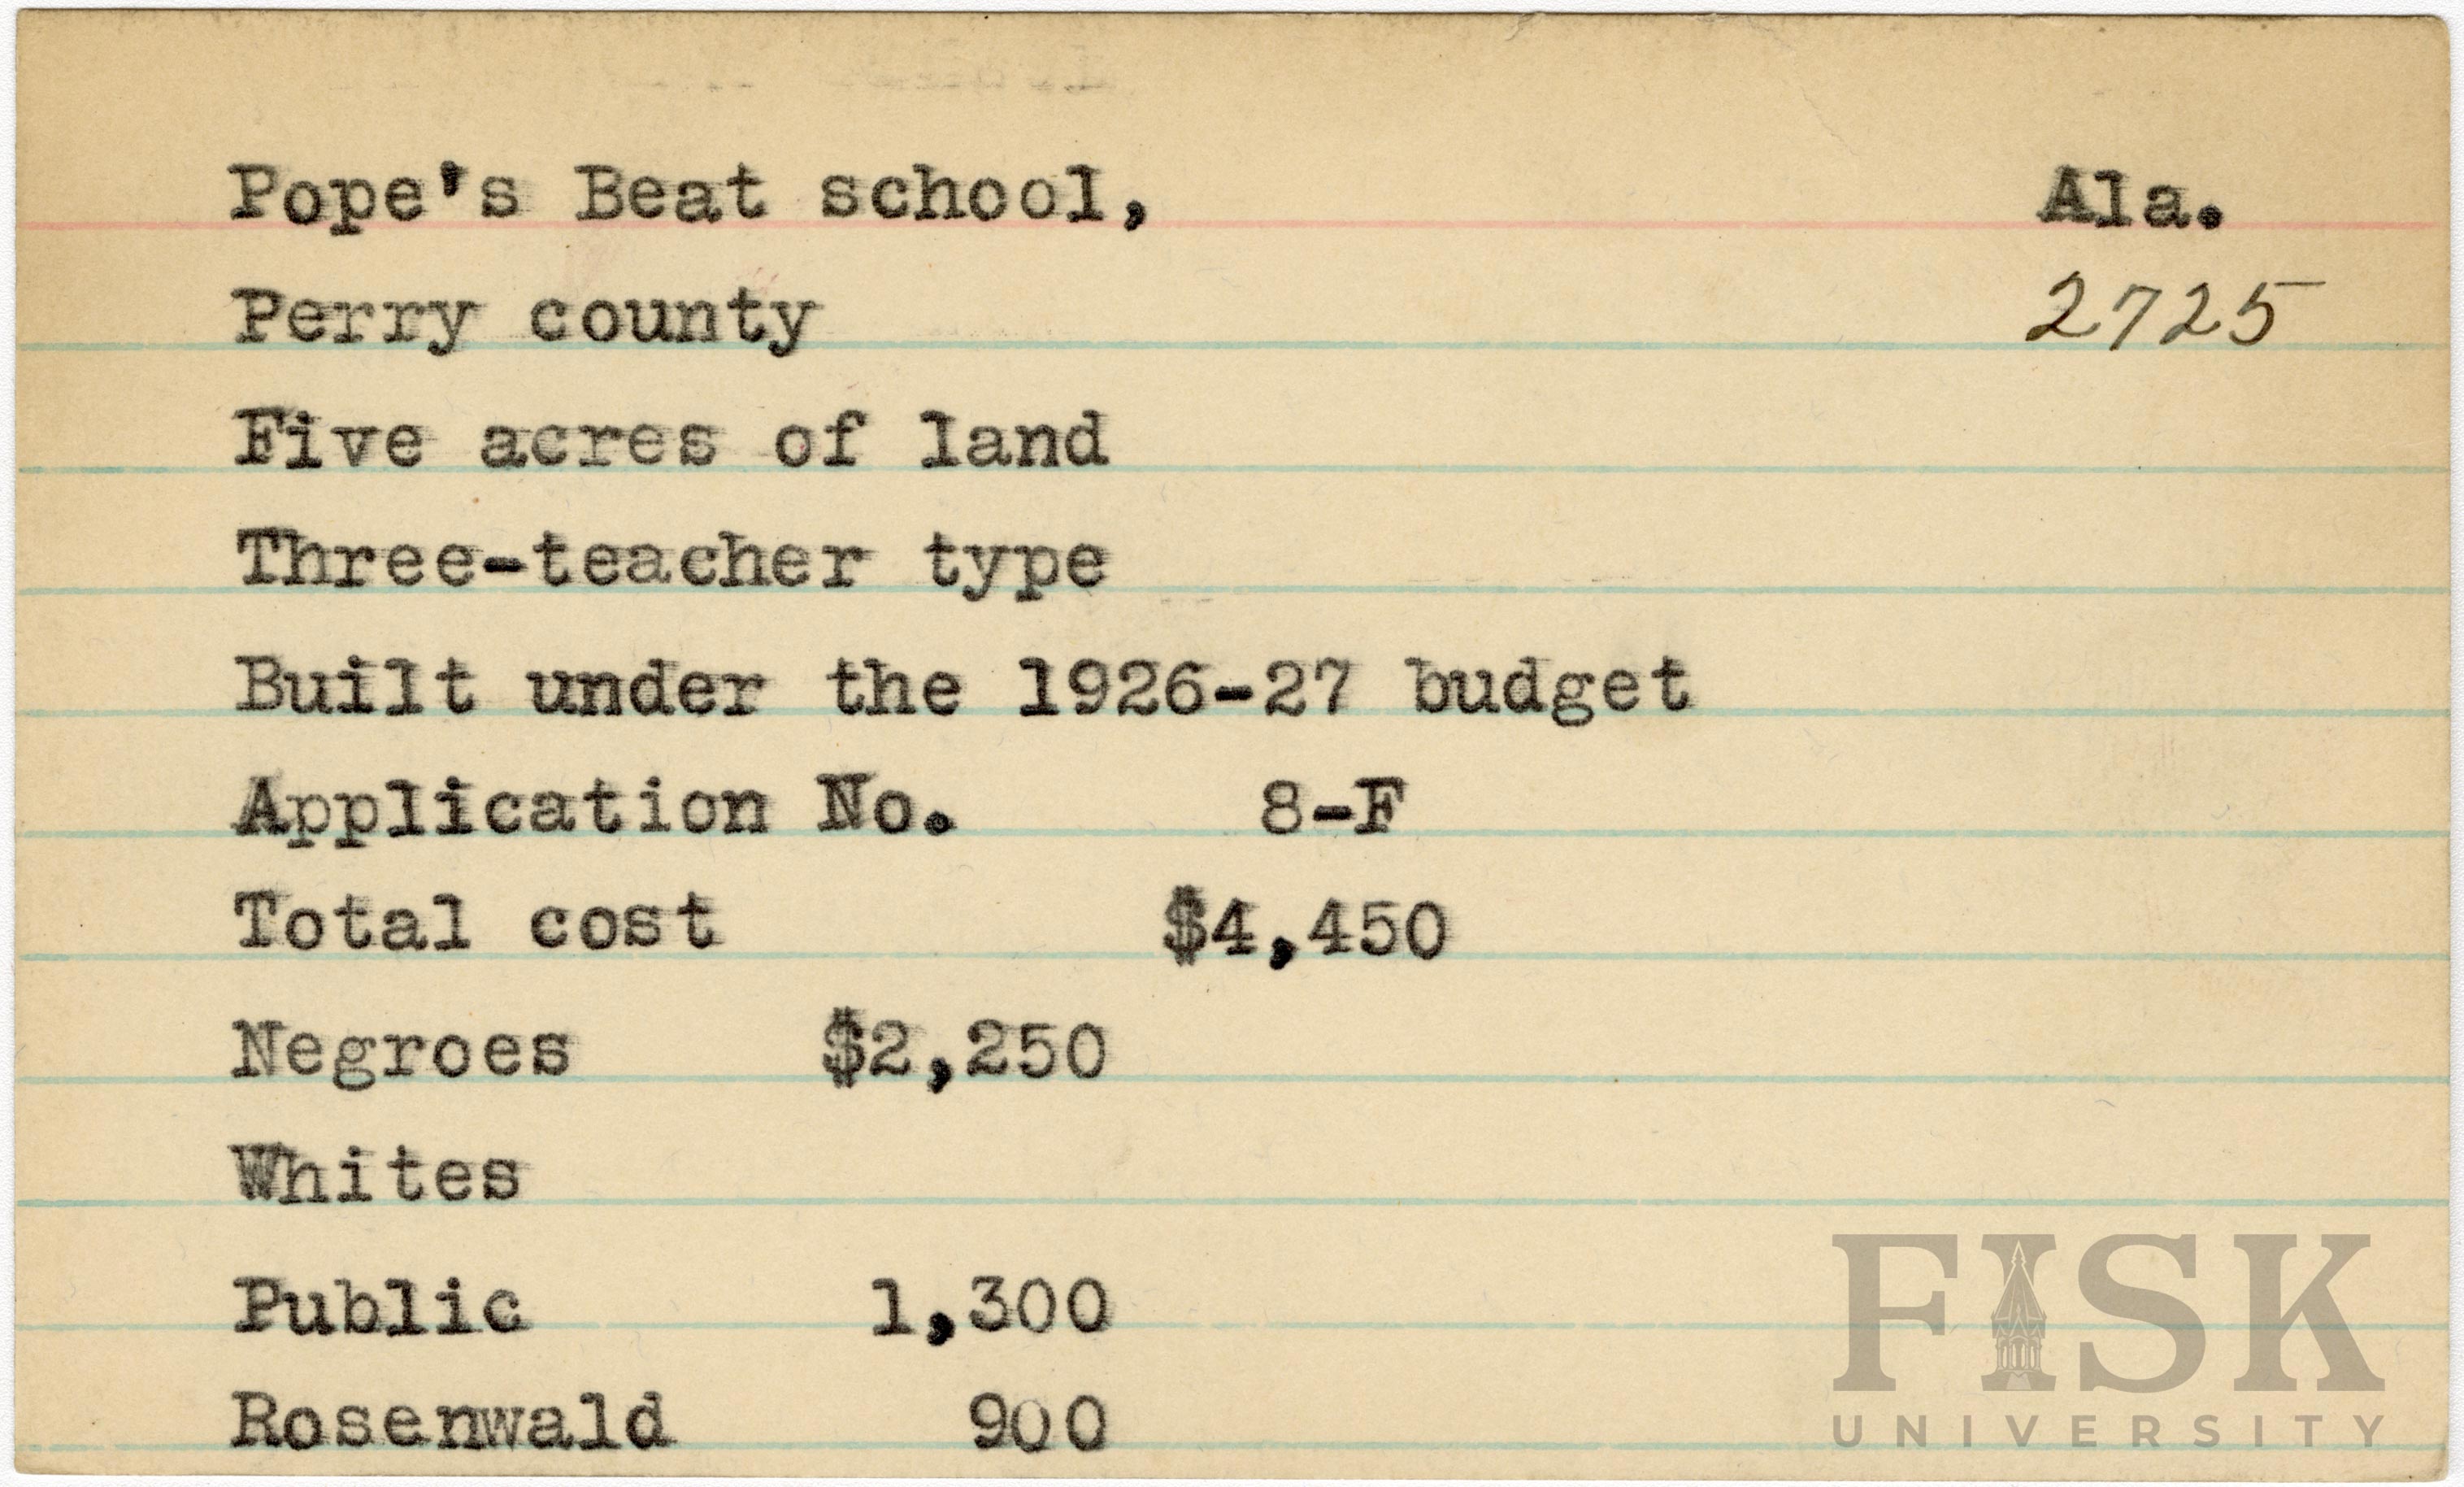 Pope's Beat school, Ala.
Perry county 2725
Five acres of land
Three-teacher type
Built under the 1926-27 budget
Application No. 8-F
Total cost $4,450
Negroes $2,250
Whites
Public 1,300
Rosenwald 900
FISK
UNIVERSITY